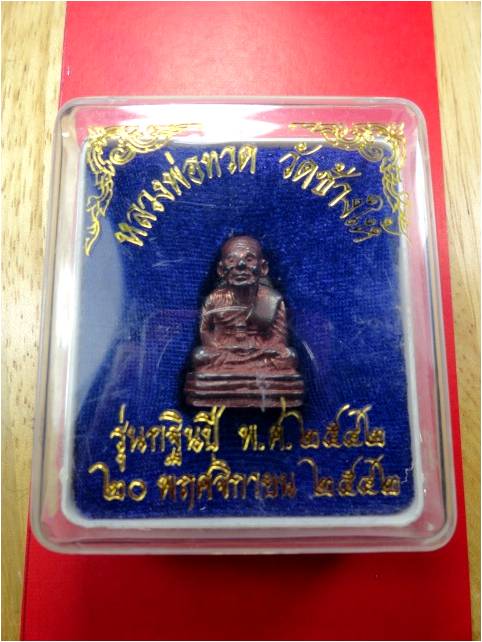 หลวงพ่อทวด วัดช้างให้
รุ่นกฐินปี พ.ศ. ๒๕๔๒
๒๐ พฤศจิกายน ๒๕๔๒